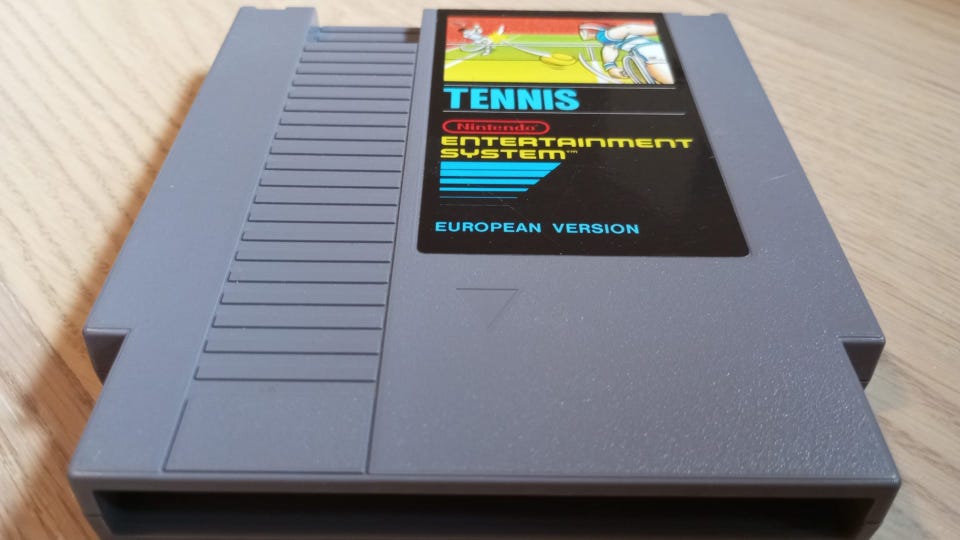 TENNIS
Nintendo®
ENTERTAINMENT
SYSTEM™
EUROPEAN VERSION